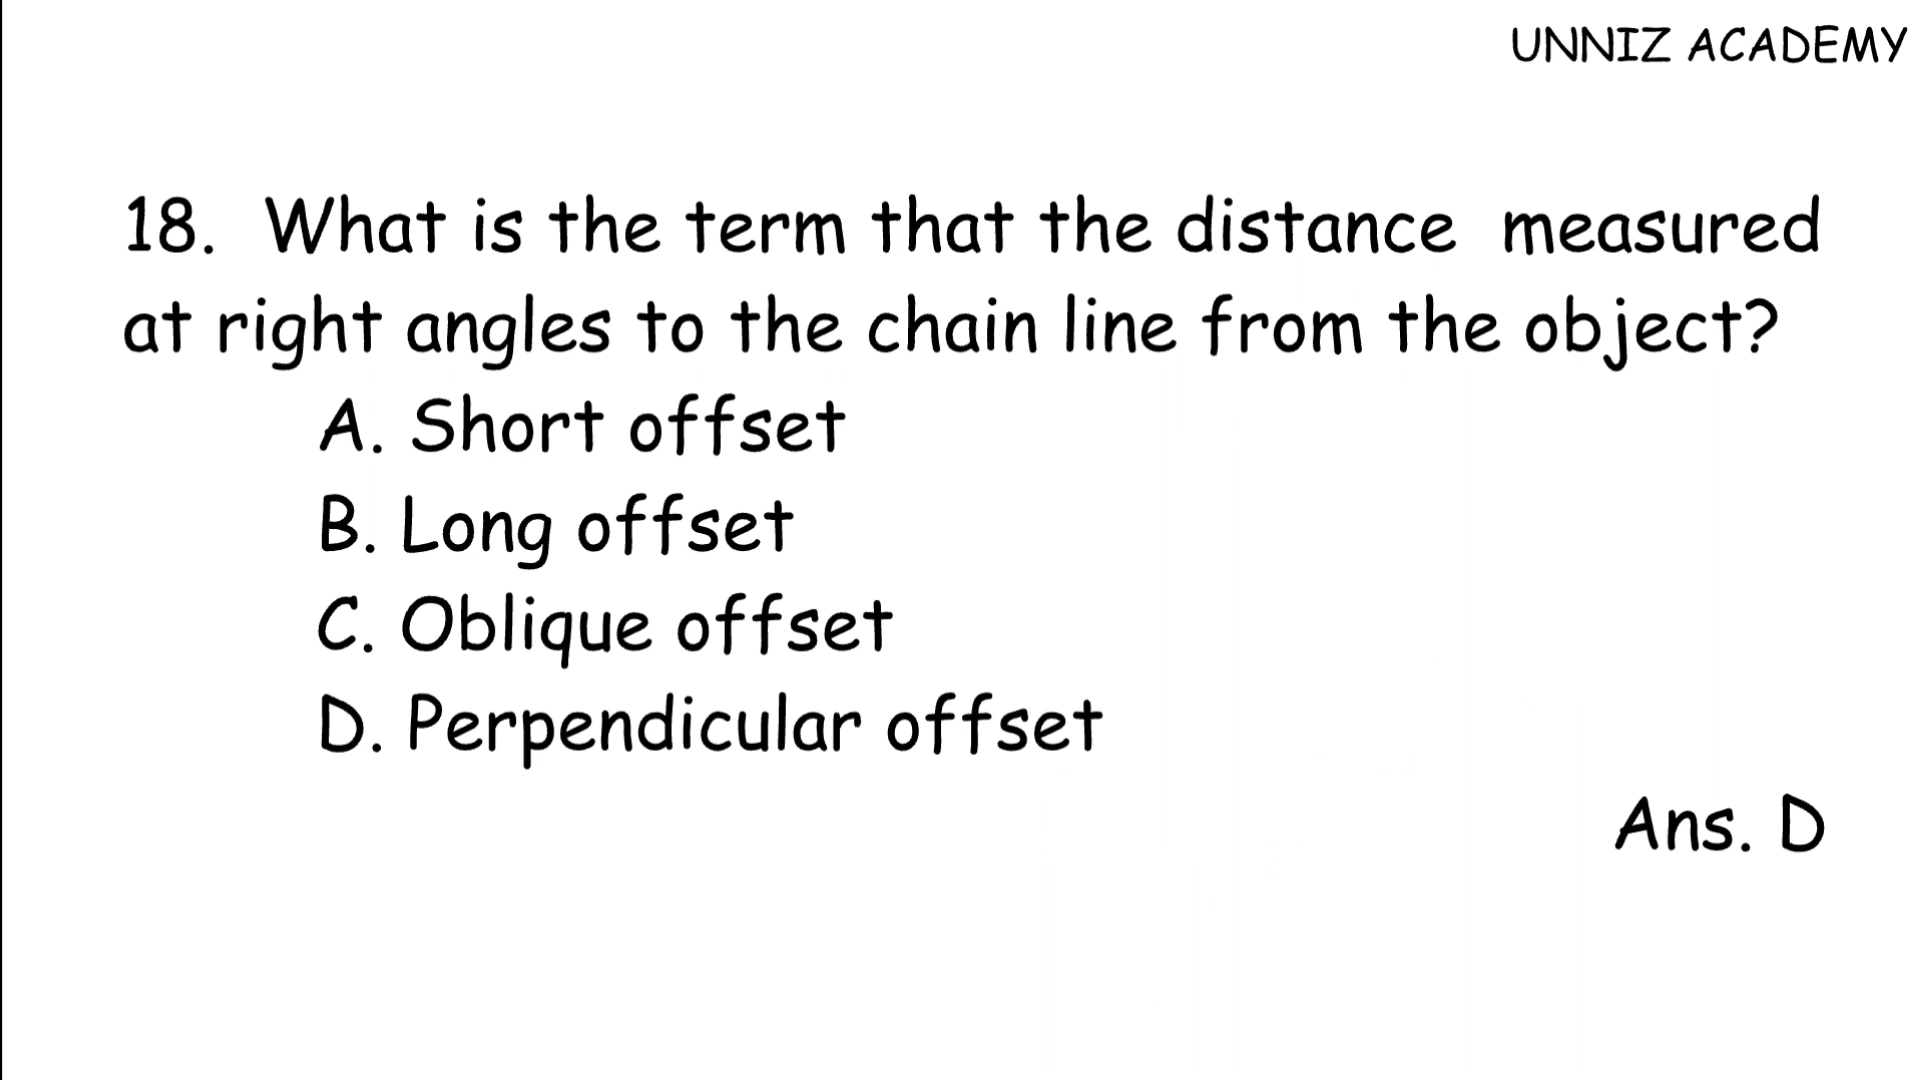 UNNIZ ACADEMY
18. What is the term that the distance measured
at right angles to the chain line from the object?
A. Short offset
B. Long offset
C. Oblique offset
D. Perpendicular offset
Ans. D